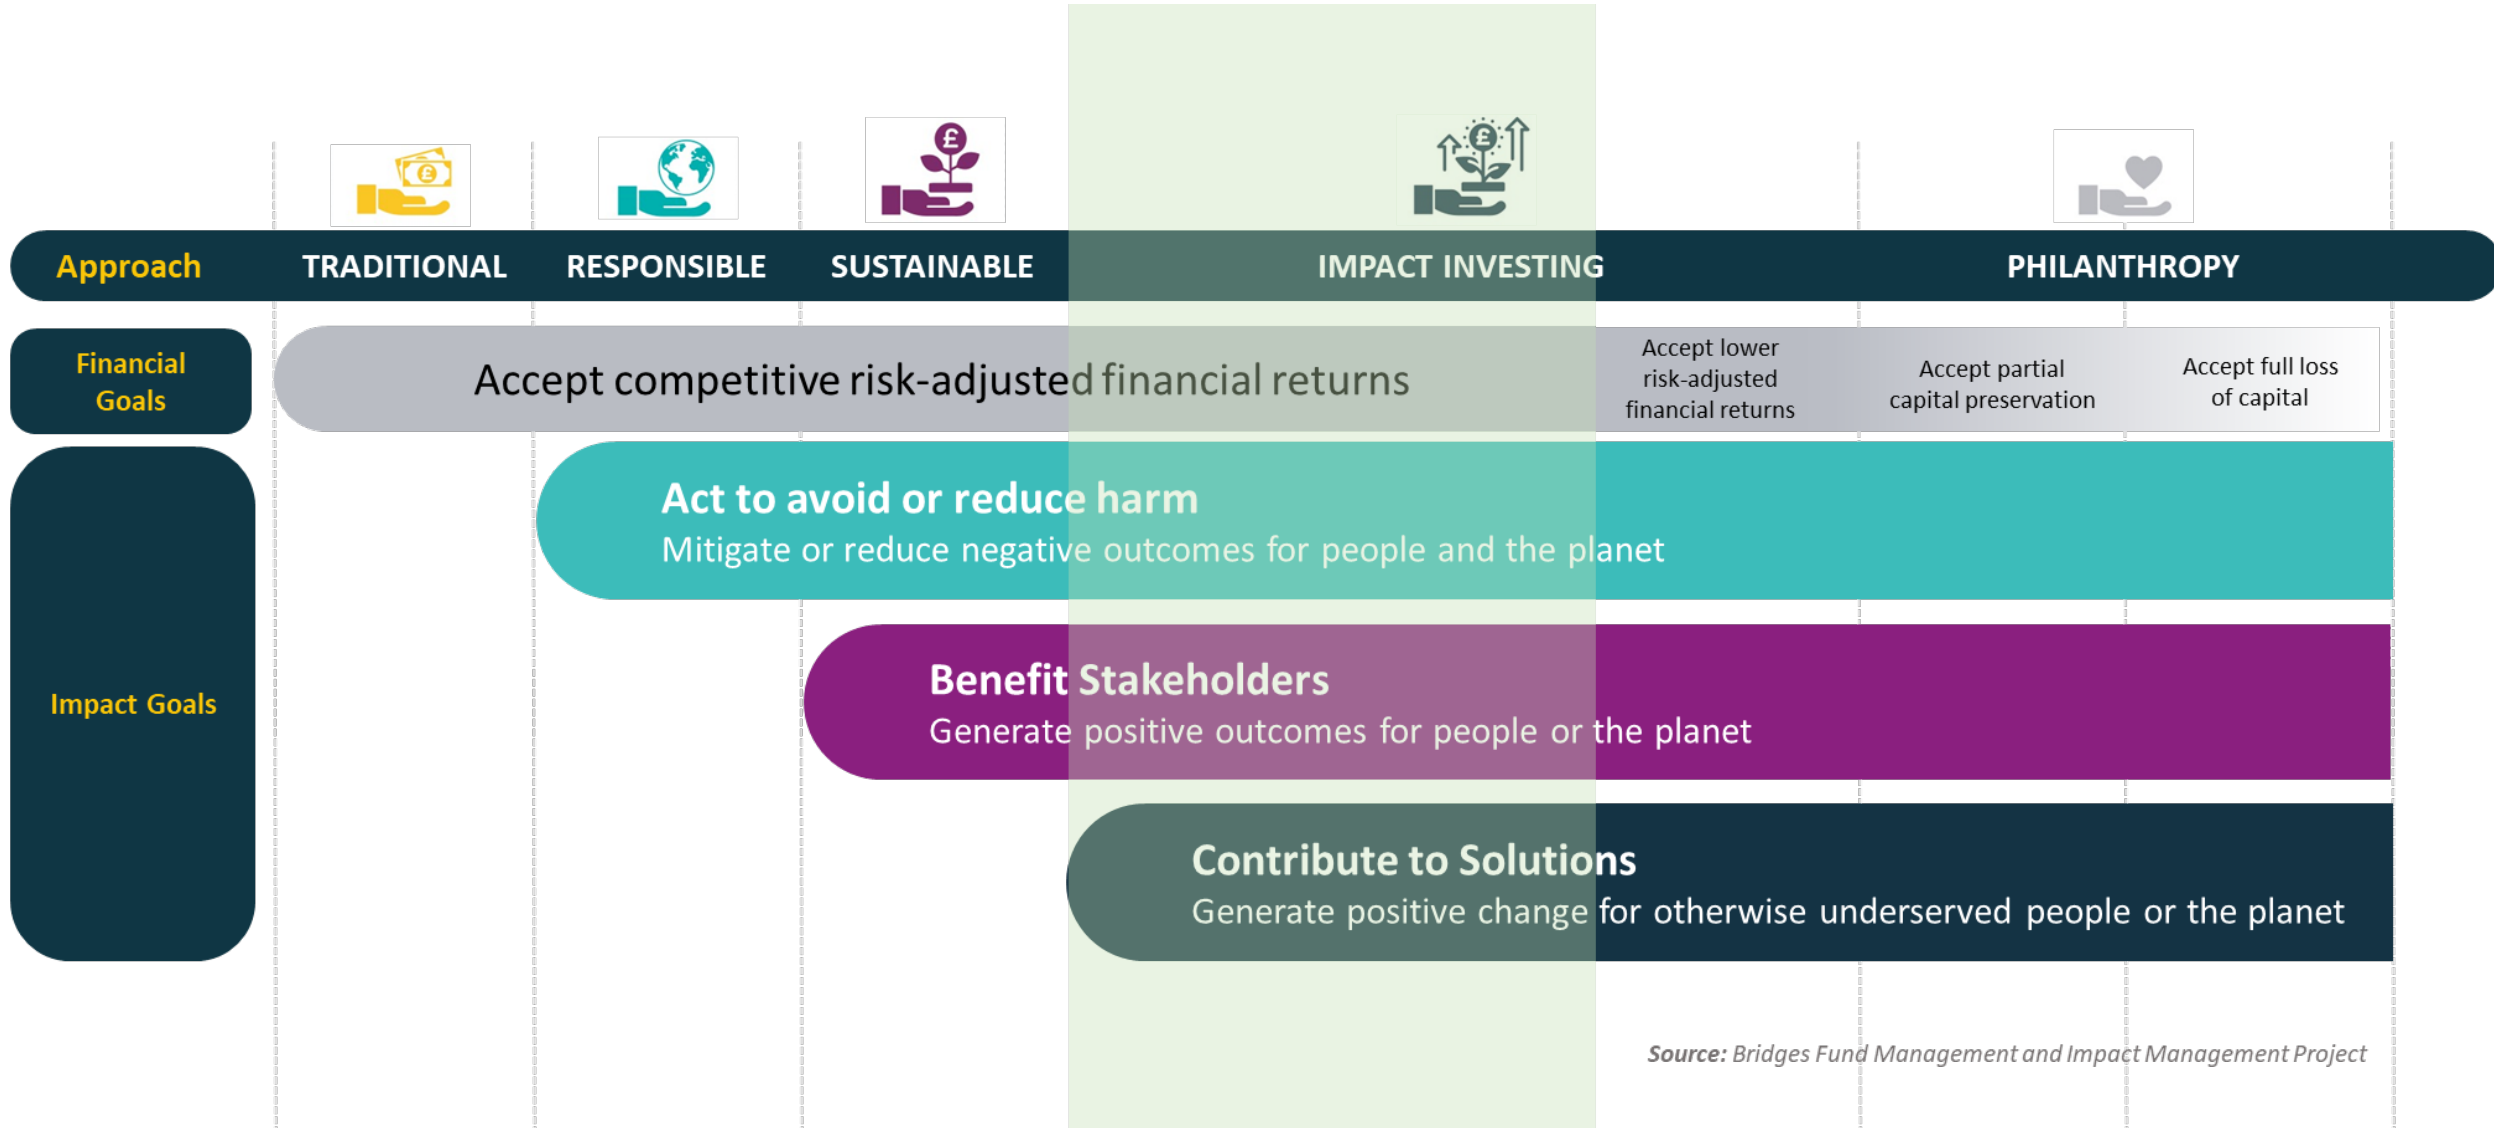 £
£
£
Approach
TRADITIONAL
RESPONSIBLE
SUSTAINABLE
IMPACT INVESTING
PHILANTHROPY
Financial
Goals
Accept competitive risk-adjusted financial returns
Accept lower
risk-adjusted
financial returns
Accept partial
capital preservation
Accept full loss
of capital
Impact Goals
Act to avoid or reduce harm
Mitigate or reduce negative outcomes for people and the planet
Benefit Stakeholders
Generate positive outcomes for people or the planet
Contribute to Solutions
Generate positive change for otherwise underserved people or the planet
Source: Bridges Fund Management and Impact Management Project